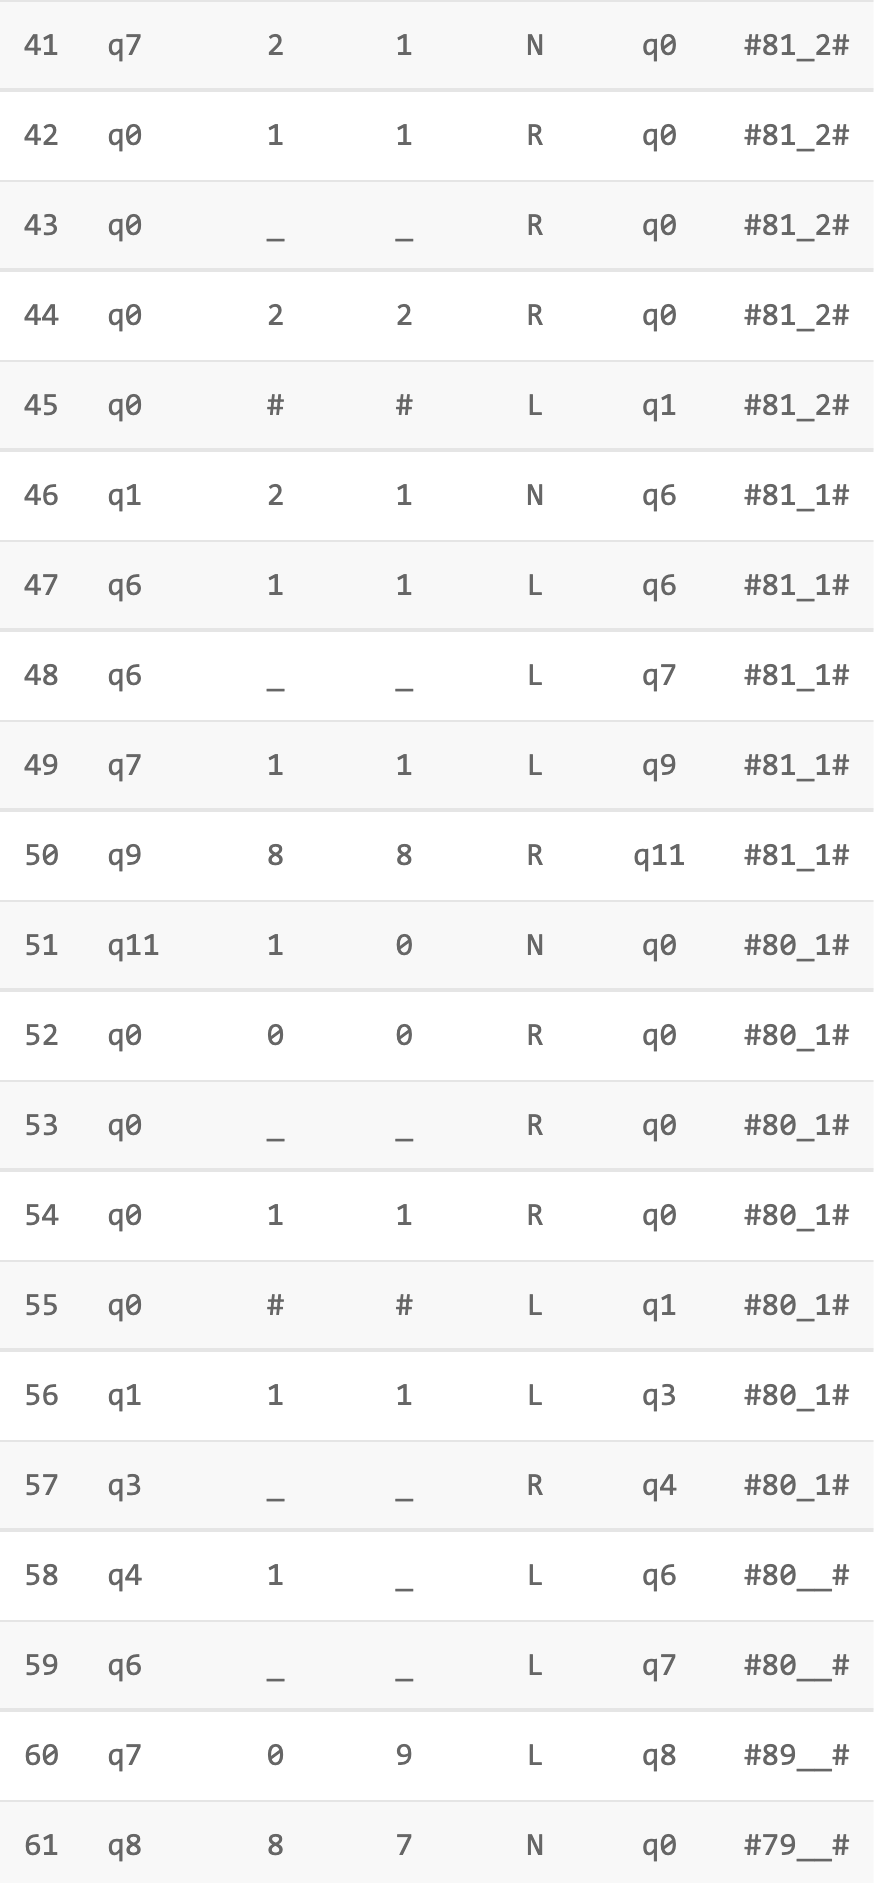 41 q7 2 1 N q0 #81_2#
42 q0 1 1 R q0 #81_2#
43 q0 _ _ R q0 #81_2#
44 q0 2 2 R q0 #81_2#
45 q0 # # L q1 #81_2#
46 q1 2 1 N q6 #81_1#
47 q6 1 1 L q6 #81_1#
48 q6 _ _ L q7 #81_1#
49 q7 1 1 L q9 #81_1#
50 q9 8 8 R q11 #81_1#
51 q11 1 0 N q0 #80_1#
52 q0 0 0 R q0 #80_1#
53 q0 _ _ R q0 #80_1#
54 q0 1 1 R q0 #80_1#
55 q0 # # L q1 #80_1#
56 q1 1 1 L q3 #80_1#
57 q3 _ _ R q4 #80_1#
58 q4 1 _ L q6 #80__#
59 q6 _ _ L q7 #80__#
60 q7 0 9 L q8 #89__#
61 q8 8 7 N q0 #79__#